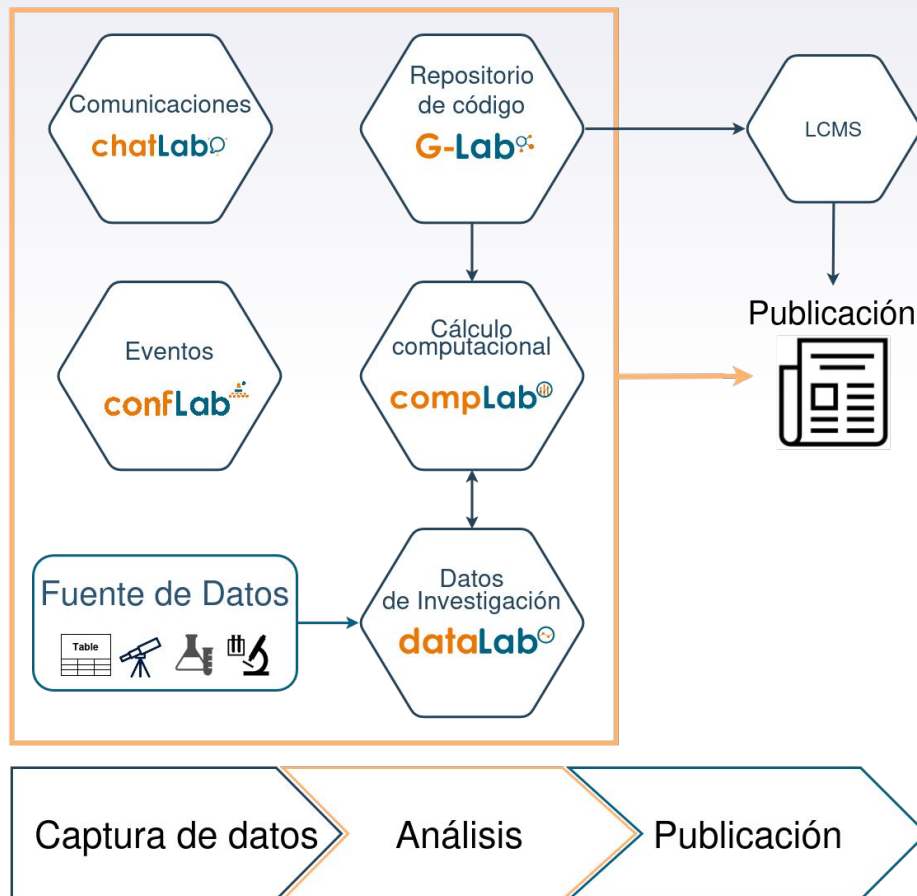 Comunicaciones
chatLab
Repositorio
de código
G-Lab
LCMS
Eventos
confLab
Cálculo
computacional
compLab
Publicación
Fuente de Datos
Table
Datos
de Investigación
dataLab
Captura de datos
Análisis
Publicación